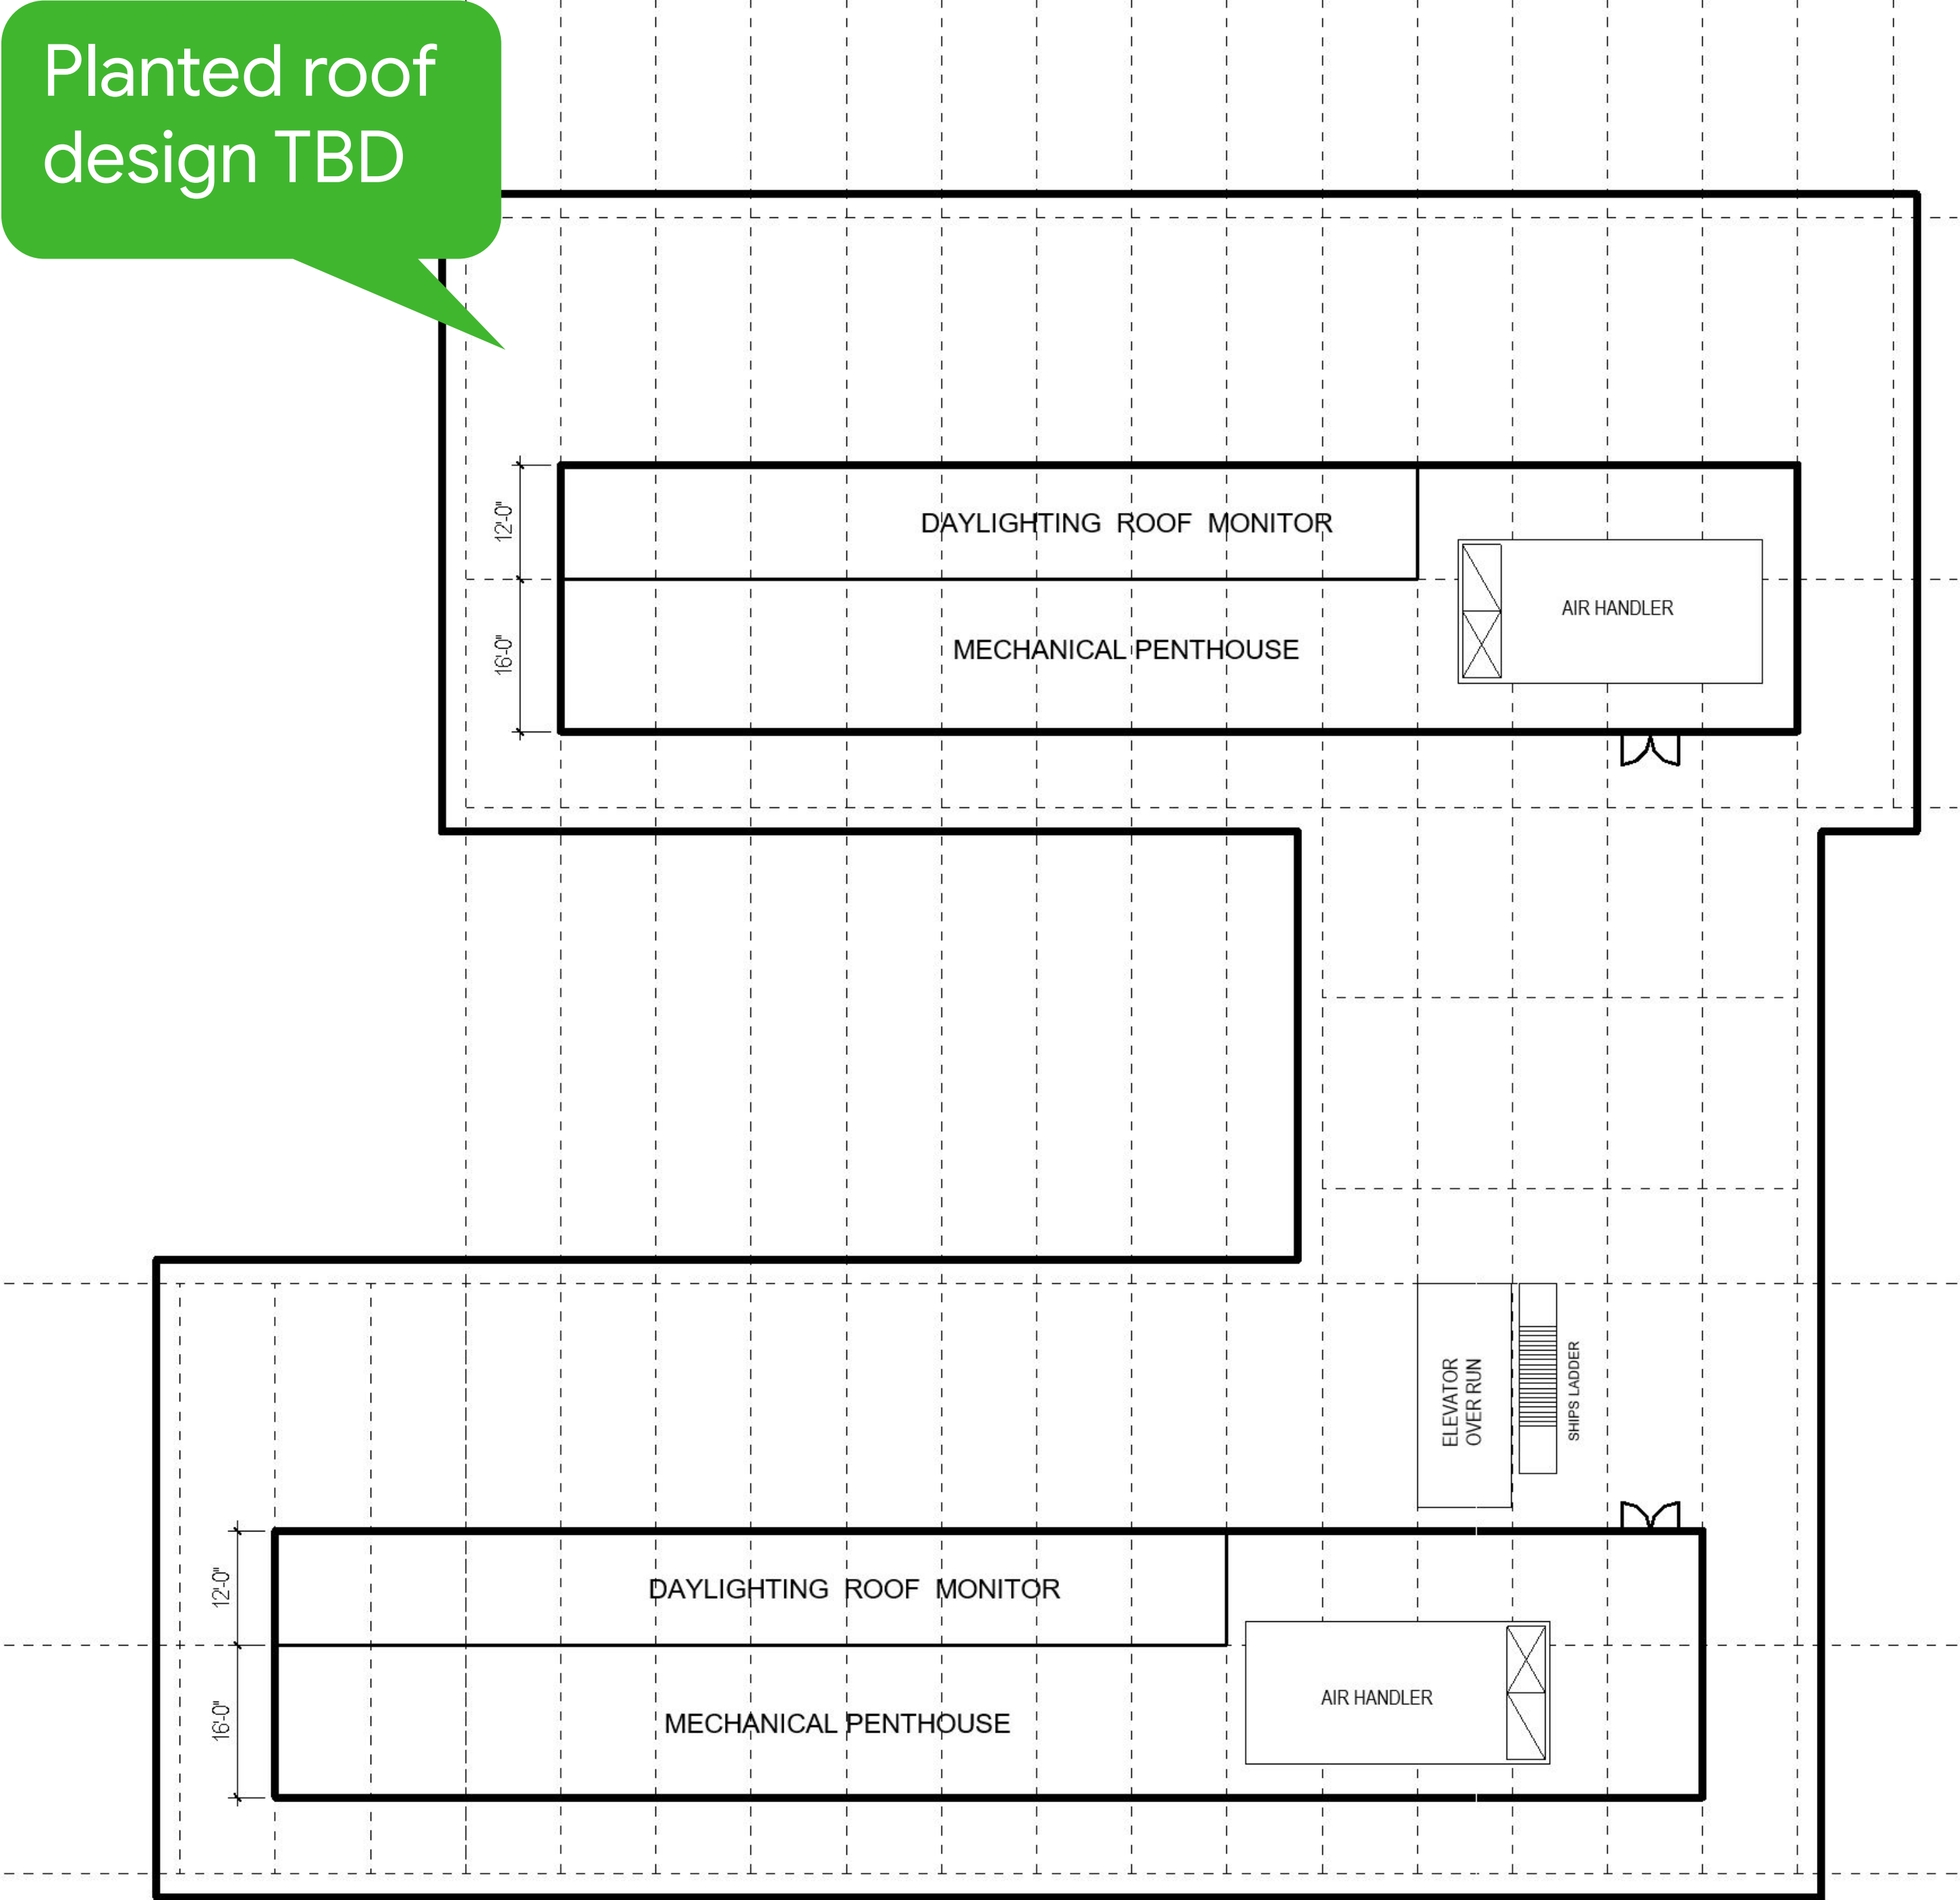 Planted roof
design TBD
12'-0"
DAYLIGHTING ROOF MONITOR
AIR HANDLER
16'-0"
MECHANICAL PENTHOUSE
ELEVATOR
OVER RUN
SHIPS LADDER
12'-0"
DAYLIGHTING ROOF MONITOR
16'-0"
MECHANICAL PENTHOUSE
AIR HANDLER